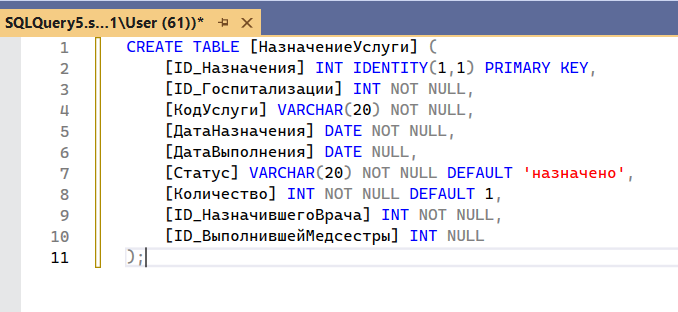 SQLQuery5.s...1\User (61))*
1 CREATE TABLE [НазначениеУслуги] (
2 [ID_Назначения] INT IDENTITY(1,1) PRIMARY KEY,
3 [ID_Госпитализации] INT NOT NULL,
4 [КодУслуги] VARCHAR(20) NOT NULL,
5 [ДатаНазначения] DATE NOT NULL,
6 [ДатаВыполнения] DATE NULL,
7 [Статус] VARCHAR(20) NOT NULL DEFAULT 'назначено',
8 [Количество] INT NOT NULL DEFAULT 1,
9 [ID_НазначившегоВрача] INT NOT NULL,
10 [ID_ВыполнившейМедсестры] INT NULL
11 );